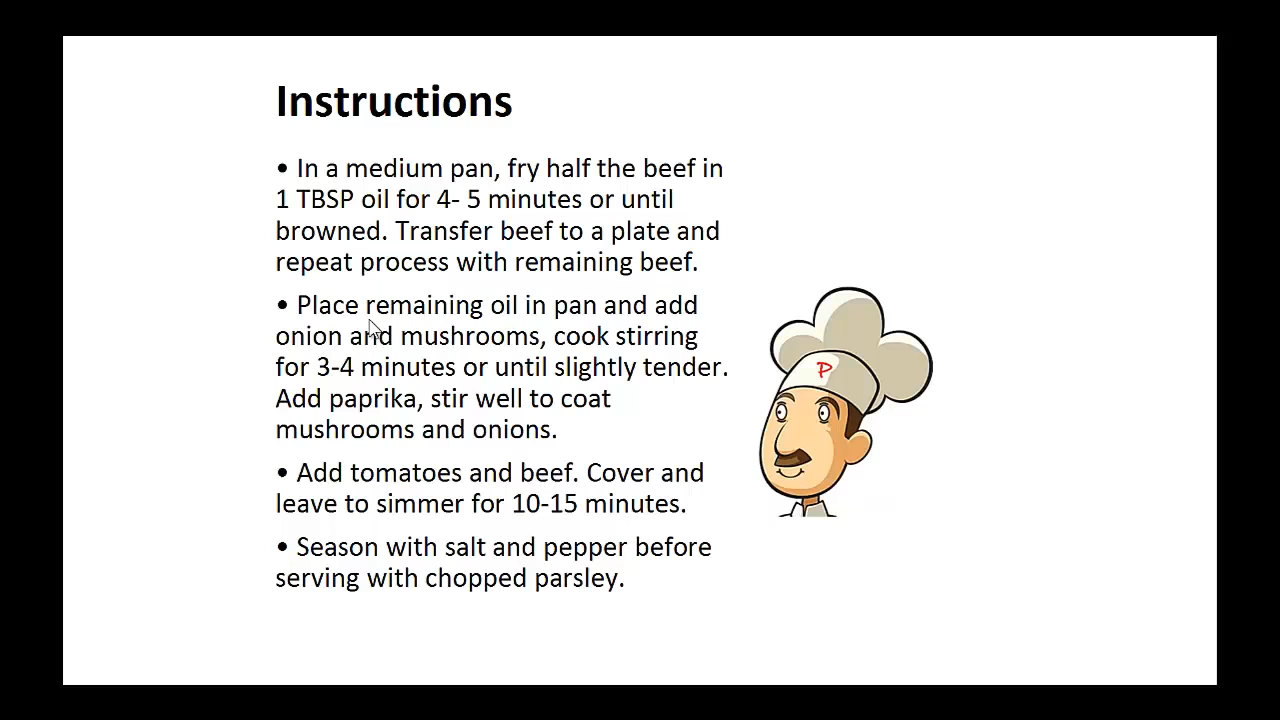 Instructions
• In a medium pan, fry half the beef in
1 TBSP oil for 4- 5 minutes or until
browned. Transfer beef to a plate and
repeat process with remaining beef.
• Place remaining oil in pan and add
onion and mushrooms, cook stirring
for 3-4 minutes or until slightly tender.
Add paprika, stir well to coat
mushrooms and onions.
• Add tomatoes and beef. Cover and
leave to simmer for 10-15 minutes.
• Season with salt and pepper before
serving with chopped parsley.
P